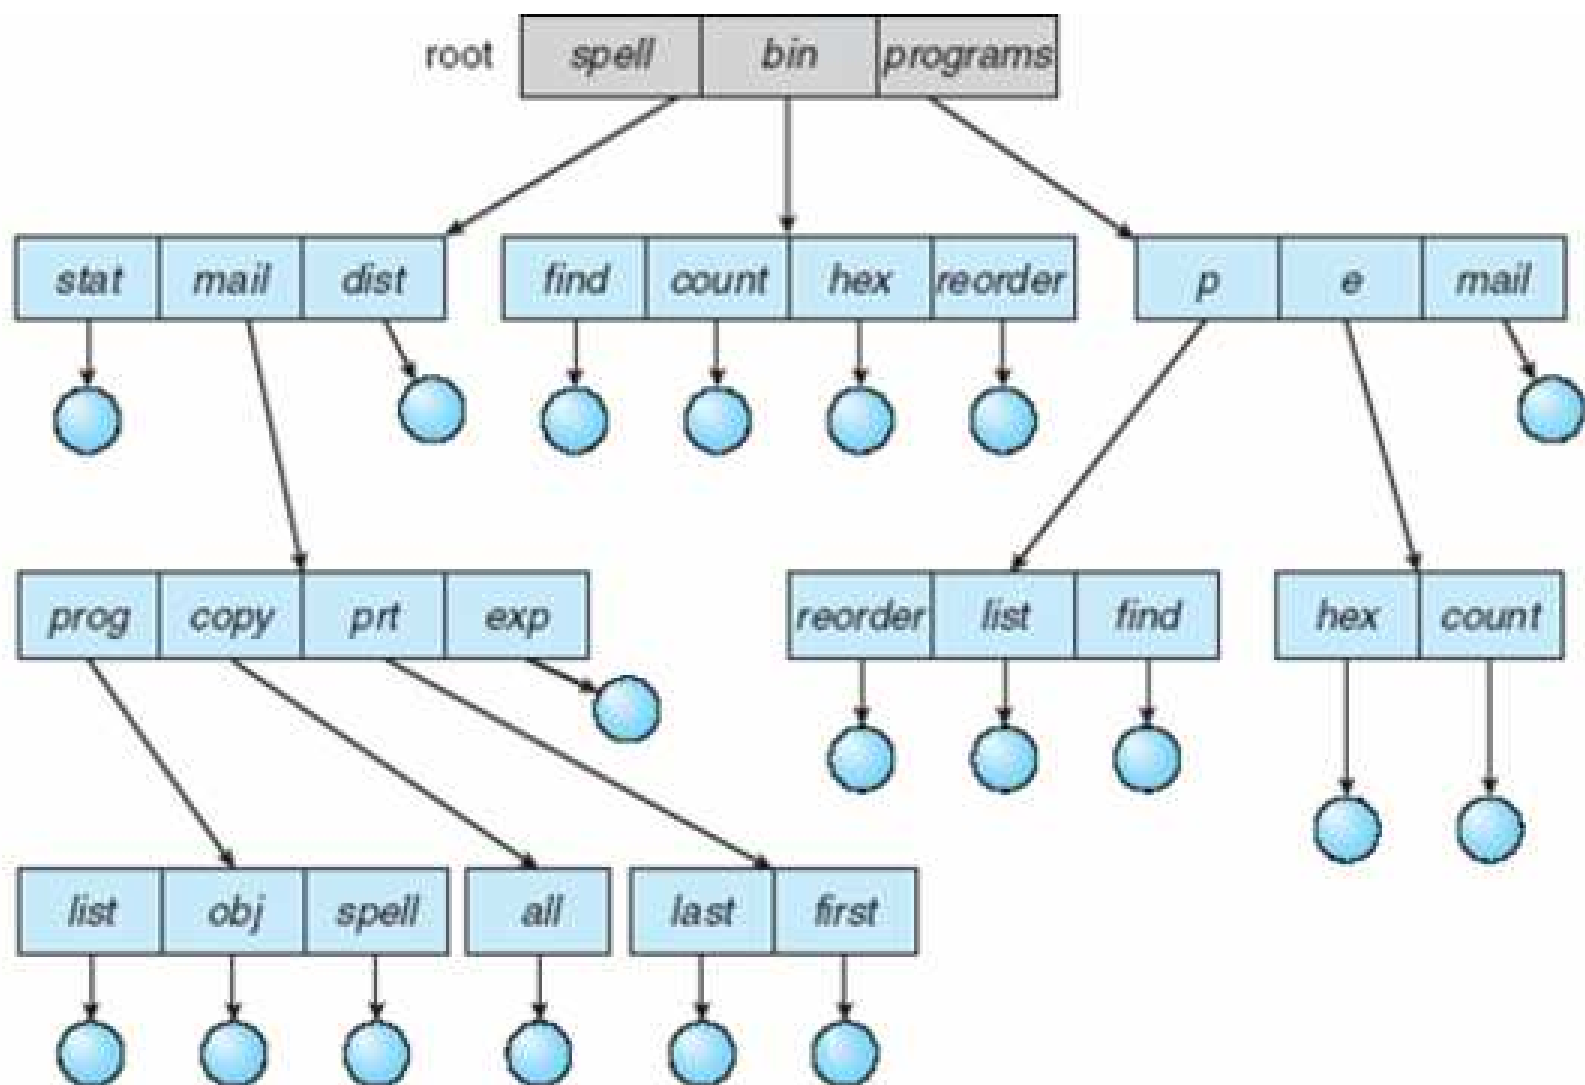 root spell bin programs
stat mail dist find count hex reorder p e mail
prog copy prt exp reorder list find hex count
list obj spell all last first